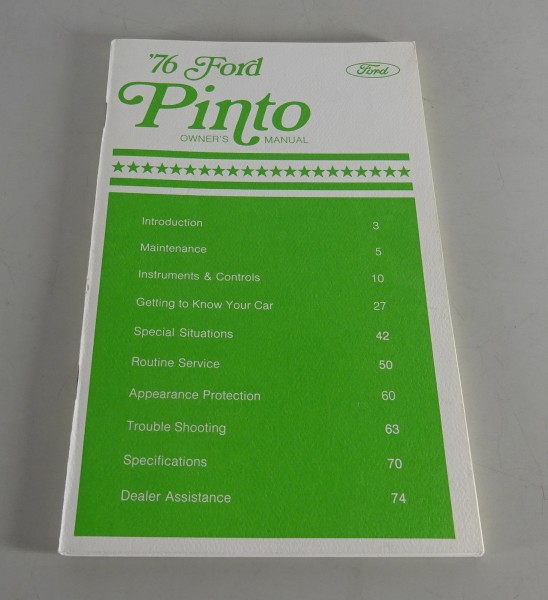 '76 Ford
Ford
Pinto
OWNER'S MANUAL
Introduction 3
Maintenance 5
Instruments & Controls 10
Getting to Know Your Car 27
Special Situations 42
Routine Service 50
Appearance Protection 60
Trouble Shooting 63
Specifications 70
Dealer Assistance 74